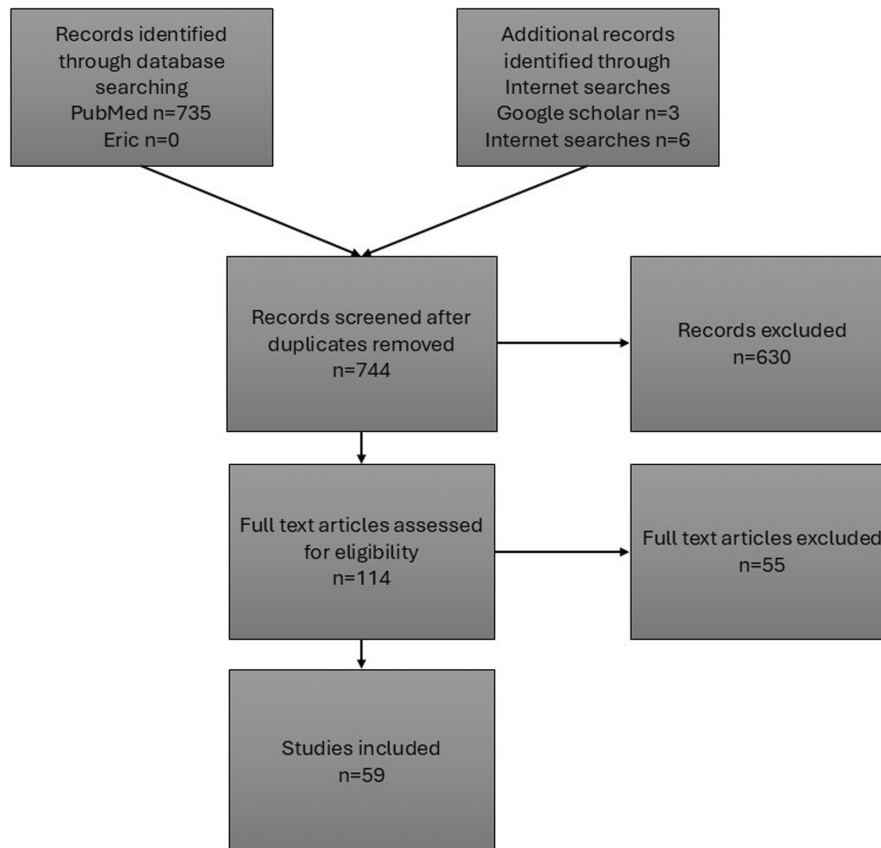 Records identified
through database
searching
PubMed n=735
Eric n=0
Additional records
identified through
Internet searches
Google scholar n=3
Internet searches n=6
Records screened after
duplicates removed
n=744
Records excluded
n=630
Full text articles assessed
for eligibility
n=114
Full text articles excluded
n=55
Studies included
n=59